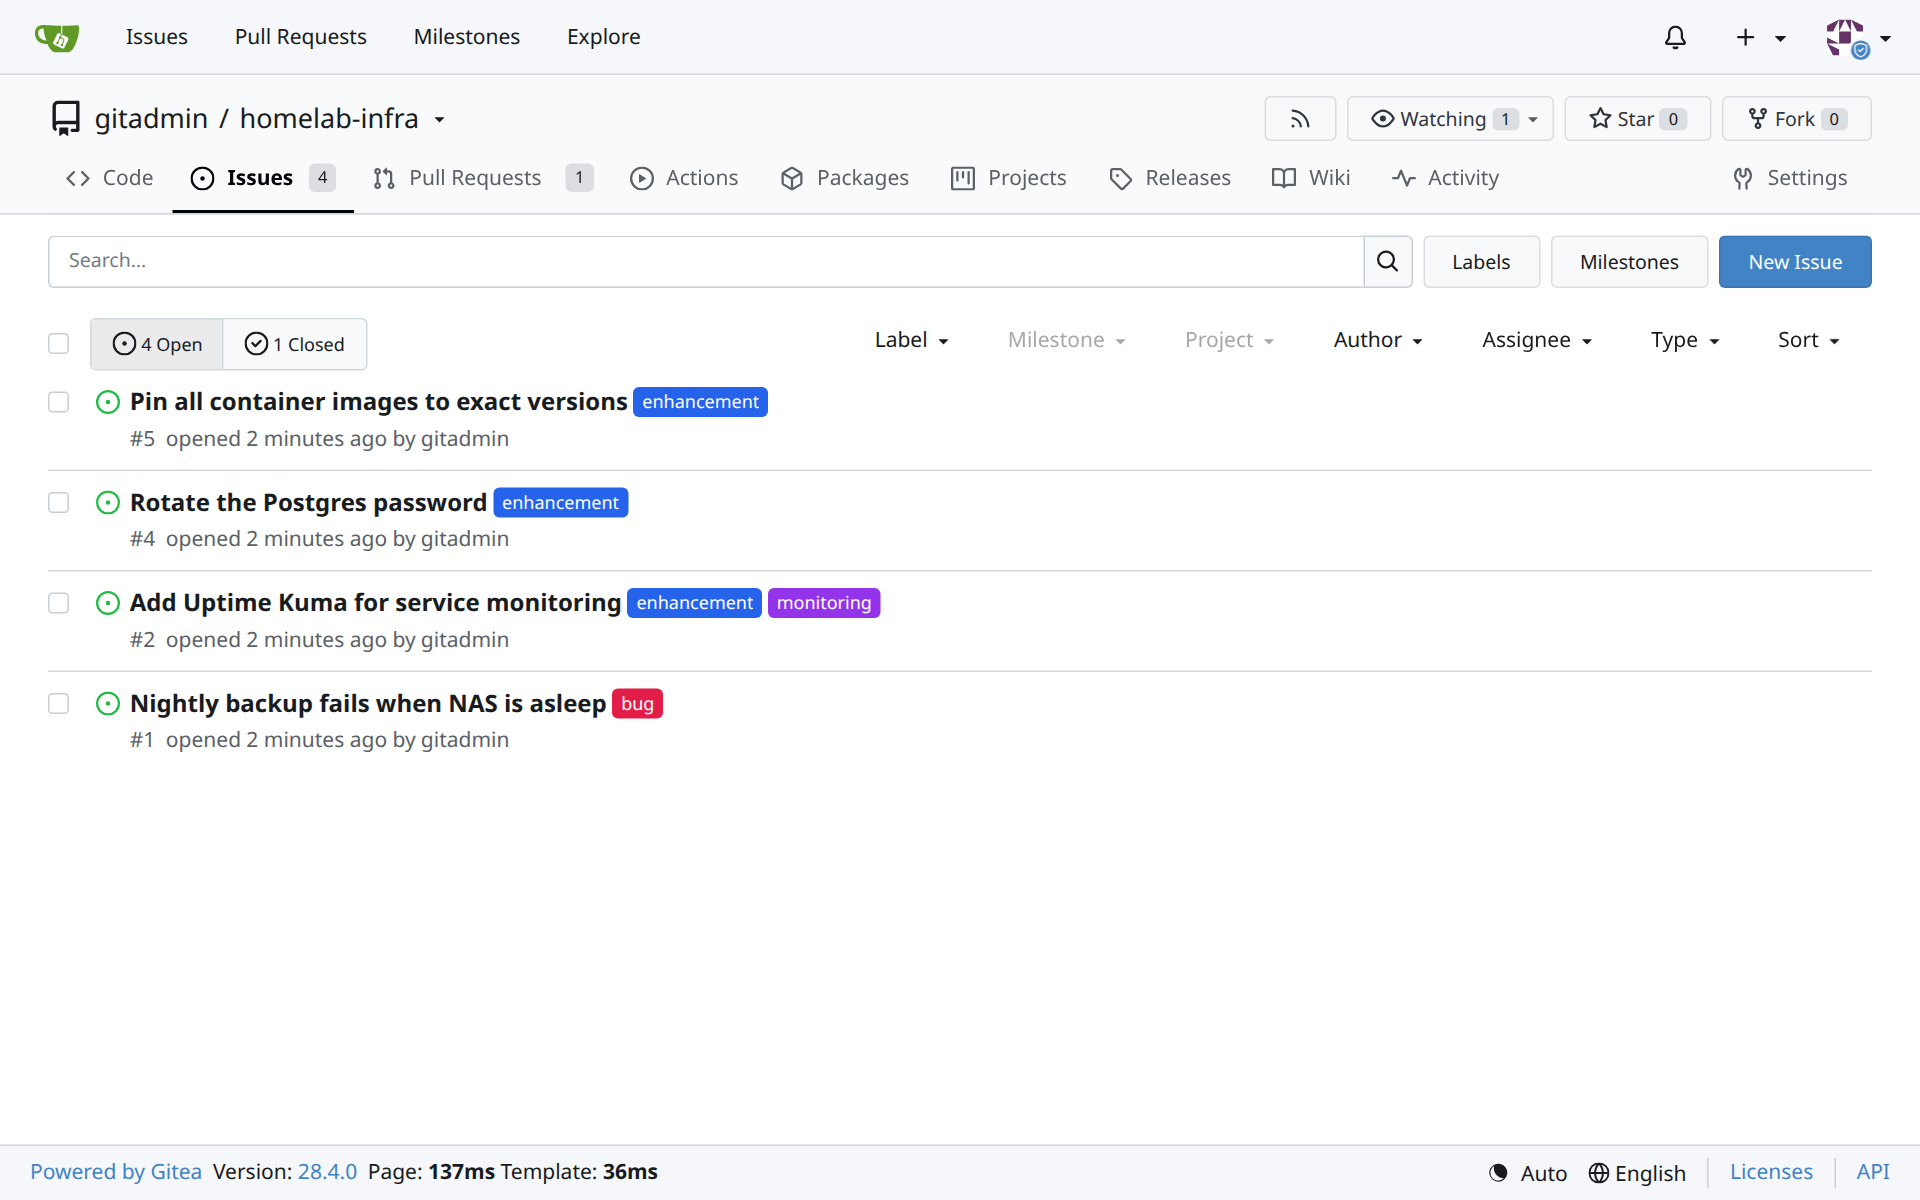 Issues Pull Requests Milestones Explore
gitadmin / homelab-infra
Watching 1 Star 0 Fork 0
Code Issues 4 Pull Requests 1 Actions Packages Projects Releases Wiki Activity Settings
Search...
Labels Milestones New Issue
4 Open 1 Closed Label Milestone Project Author Assignee Type Sort
Pin all container images to exact versions enhancement
#5 opened 2 minutes ago by gitadmin
Rotate the Postgres password enhancement
#4 opened 2 minutes ago by gitadmin
Add Uptime Kuma for service monitoring enhancement monitoring
#2 opened 2 minutes ago by gitadmin
Nightly backup fails when NAS is asleep bug
#1 opened 2 minutes ago by gitadmin
Powered by Gitea Version: 28.4.0 Page: 137ms Template: 36ms Auto English Licenses API